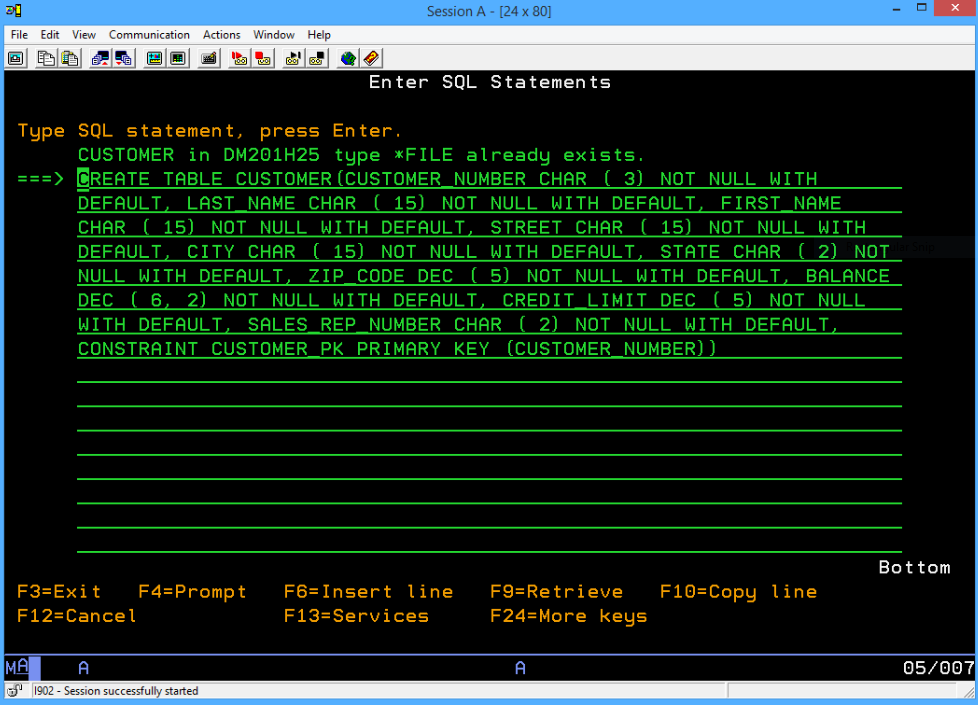 Session A - [24 x 80]
File Edit View Communication Actions Window Help
Enter SQL Statements
Type SQL statement, press Enter.
CUSTOMER in DM201H25 type *FILE already exists.
===> CREATE TABLE CUSTOMER(CUSTOMER_NUMBER CHAR ( 3) NOT NULL WITH
DEFAULT, LAST_NAME CHAR ( 15) NOT NULL WITH DEFAULT, FIRST_NAME
CHAR ( 15) NOT NULL WITH DEFAULT, STREET CHAR ( 15) NOT NULL WITH
DEFAULT, CITY CHAR ( 15) NOT NULL WITH DEFAULT, STATE CHAR ( 2) NOT
NULL WITH DEFAULT, ZIP_CODE DEC ( 5) NOT NULL WITH DEFAULT, BALANCE
DEC ( 6, 2) NOT NULL WITH DEFAULT, CREDIT_LIMIT DEC ( 5) NOT NULL
WITH DEFAULT, SALES_REP_NUMBER CHAR ( 2) NOT NULL WITH DEFAULT,
CONSTRAINT CUSTOMER_PK PRIMARY KEY (CUSTOMER_NUMBER))
Bottom
F3=Exit F4=Prompt F6=Insert line F9=Retrieve F10=Copy line
F12=Cancel F13=Services F24=More keys
MA A A 05/007
I902 - Session successfully started